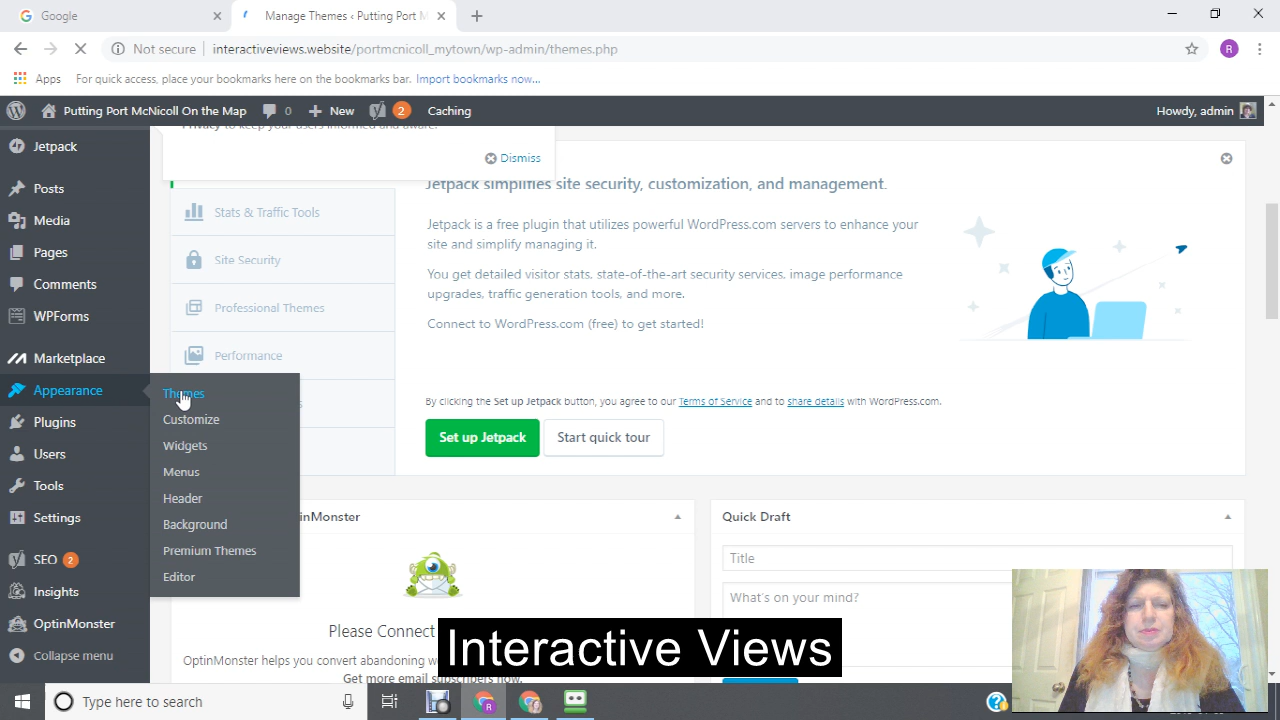 Google
Manage Themes ‹ Putting Port M
Not secure
interactiveviews.website/portmcnicoll_mytown/wp-admin/themes.php
R
Apps
For quick access, place your bookmarks here on the bookmarks bar. Import bookmarks now...
Putting Port McNicoll On the Map
0
New
2
Caching
Howdy, admin
Privacy to keep your users informed and aware.
Dismiss
Jetpack
Posts
Media
Pages
Comments
WPForms
Marketplace
Appearance
Plugins
Users
Tools
Settings
SEO 2
Insights
OptinMonster
Collapse menu
Themes
Customize
Widgets
Menus
Header
Background
Premium Themes
Editor
Stats & Traffic Tools
Site Security
Professional Themes
Performance
Jetpack simplifies site security, customization, and management.
Jetpack is a free plugin that utilizes powerful WordPress.com servers to enhance your
site and simplify managing it.
You get detailed visitor stats, state-of-the-art security services, image performance
upgrades, traffic generation tools, and more.
Connect to WordPress.com (free) to get started!
By clicking the Set up Jetpack button, you agree to our Terms of Service and to share details with WordPress.com.
Set up Jetpack
Start quick tour
inMonster
Please Connect
OptinMonster helps you convert abandoning w
Get more email subscribers now.
Quick Draft
Title
What's on your mind?
Interactive Views
Type here to search
R